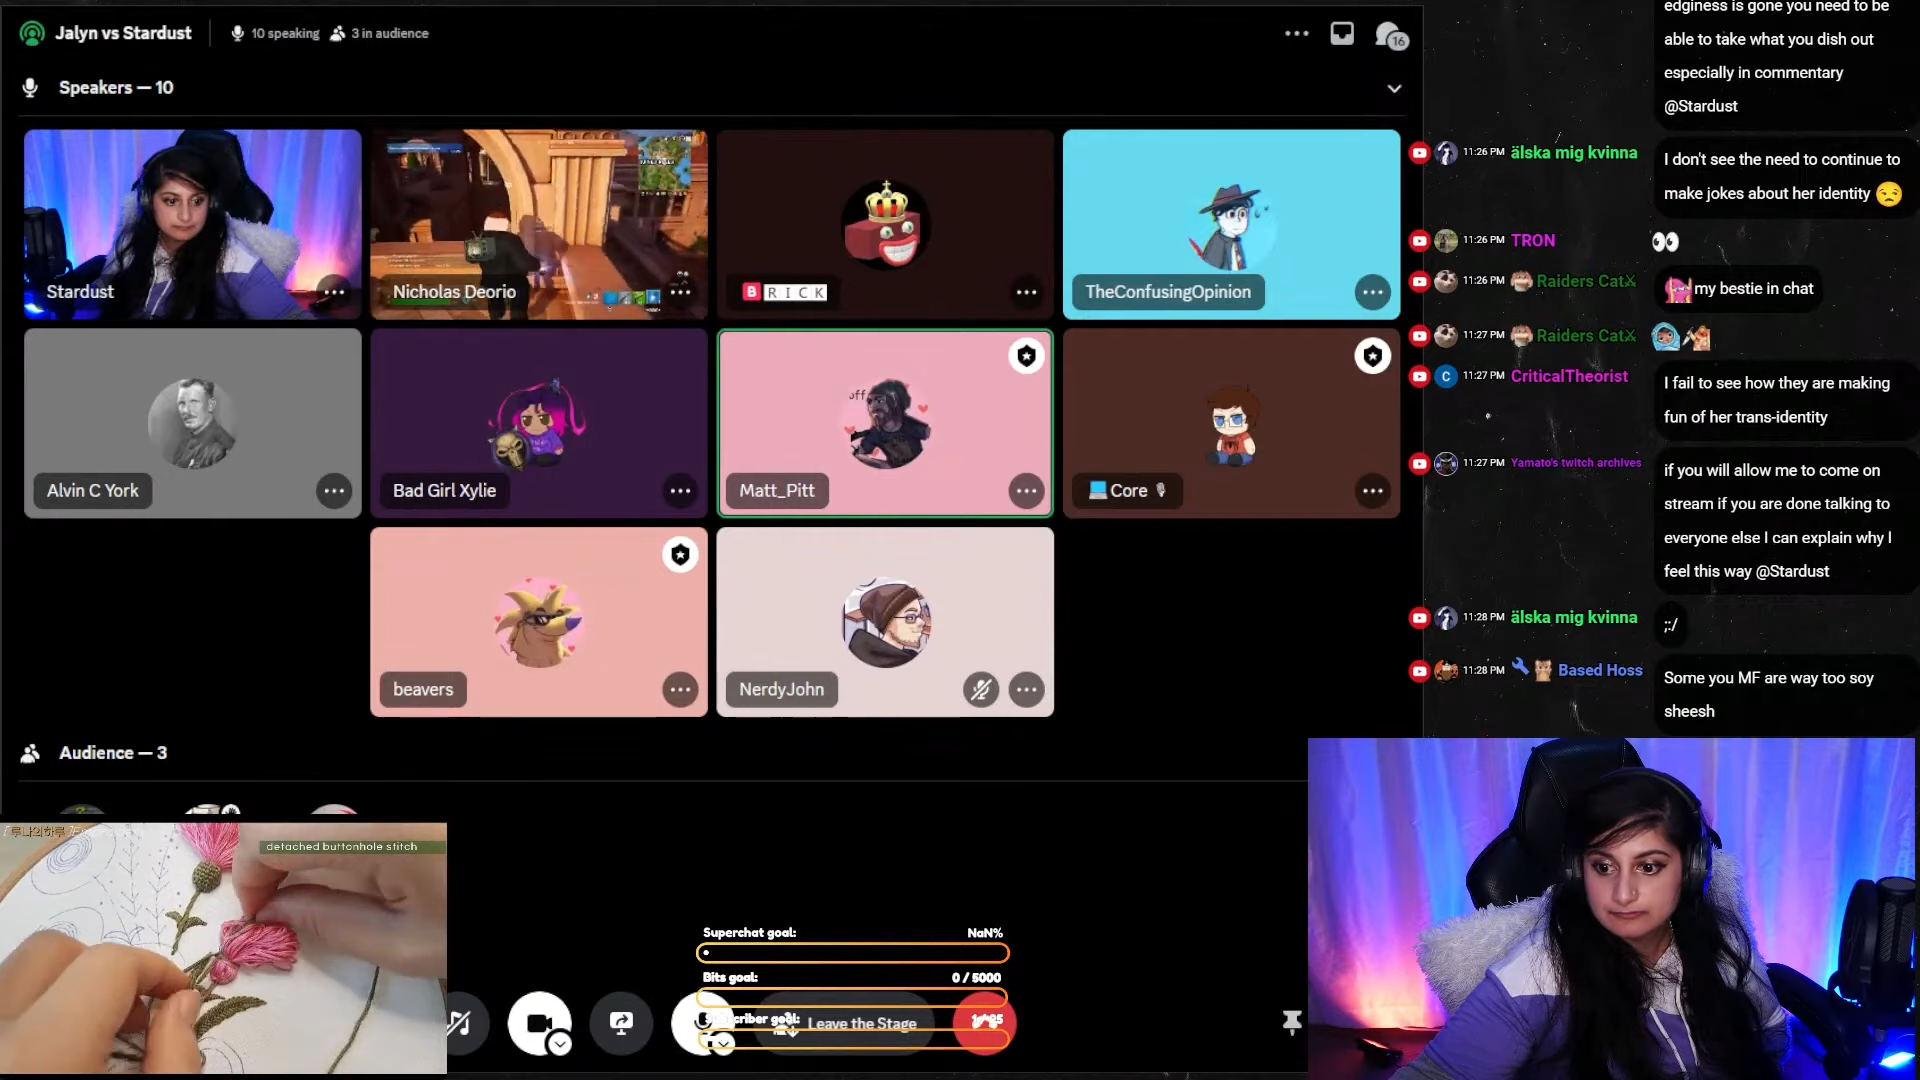 Jalyn vs Stardust
10 speaking
3 in audience
16
Speakers — 10
Stardust
Nicholas Deorio
B R I C K
TheConfusingOpinion
Alvin C York
Bad Girl Xylie
off
Matt_Pitt
Core
beavers
NerdyJohn
Audience — 3
detached buttonhole stitch
Superchat goal:
NaN%
Bits goal:
0 / 5000
Leave the Stage
edginess is gone you need to be
able to take what you dish out
especially in commentary
@Stardust
11:26 PM älska mig kvinna
I don't see the need to continue to
make jokes about her identity 😒
11:26 PM TRON
👀
11:26 PM Raiders Cat⚔
my bestie in chat
11:27 PM Raiders Cat⚔
C 11:27 PM CriticalTheorist
I fail to see how they are making
fun of her trans-identity
11:27 PM Yamato's twitch archives
if you will allow me to come on
stream if you are done talking to
everyone else I can explain why I
feel this way @Stardust
11:28 PM älska mig kvinna
;:/
11:28 PM Based Hoss
Some you MF are way too soy
sheesh